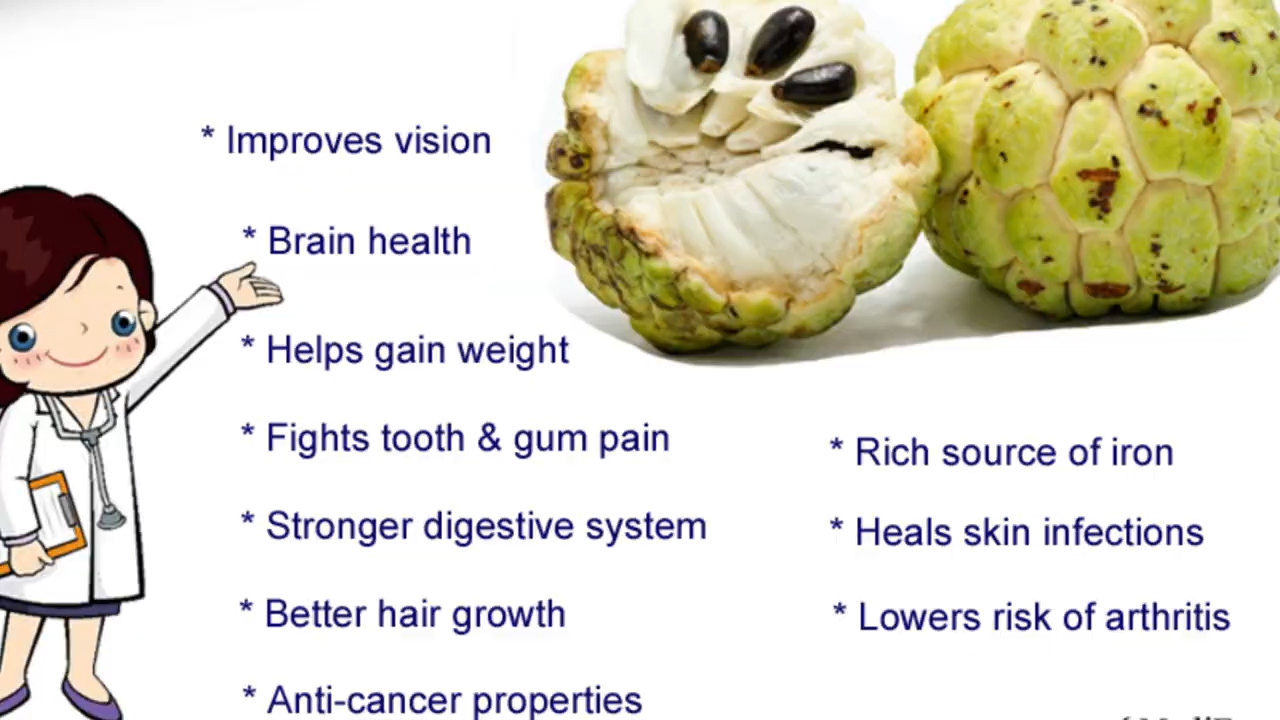 * Improves vision
* Brain health
* Helps gain weight
* Fights tooth & gum pain
* Stronger digestive system
* Better hair growth
* Anti-cancer properties
* Rich source of iron
* Heals skin infections
* Lowers risk of arthritis